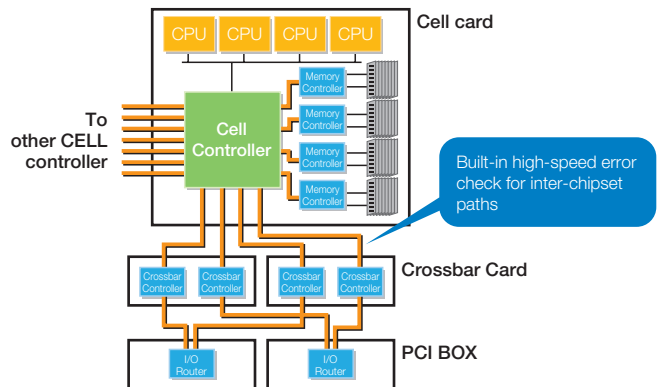 Cell card
CPU CPU CPU CPU
Memory
Controller
Memory
Controller
Memory
Controller
Memory
Controller
Cell
Controller
To
other CELL
controller
Built-in high-speed error
check for inter-chipset
paths
Crossbar Card
Crossbar
Controller
Crossbar
Controller
Crossbar
Controller
Crossbar
Controller
PCI BOX
I/O
Router
I/O
Router